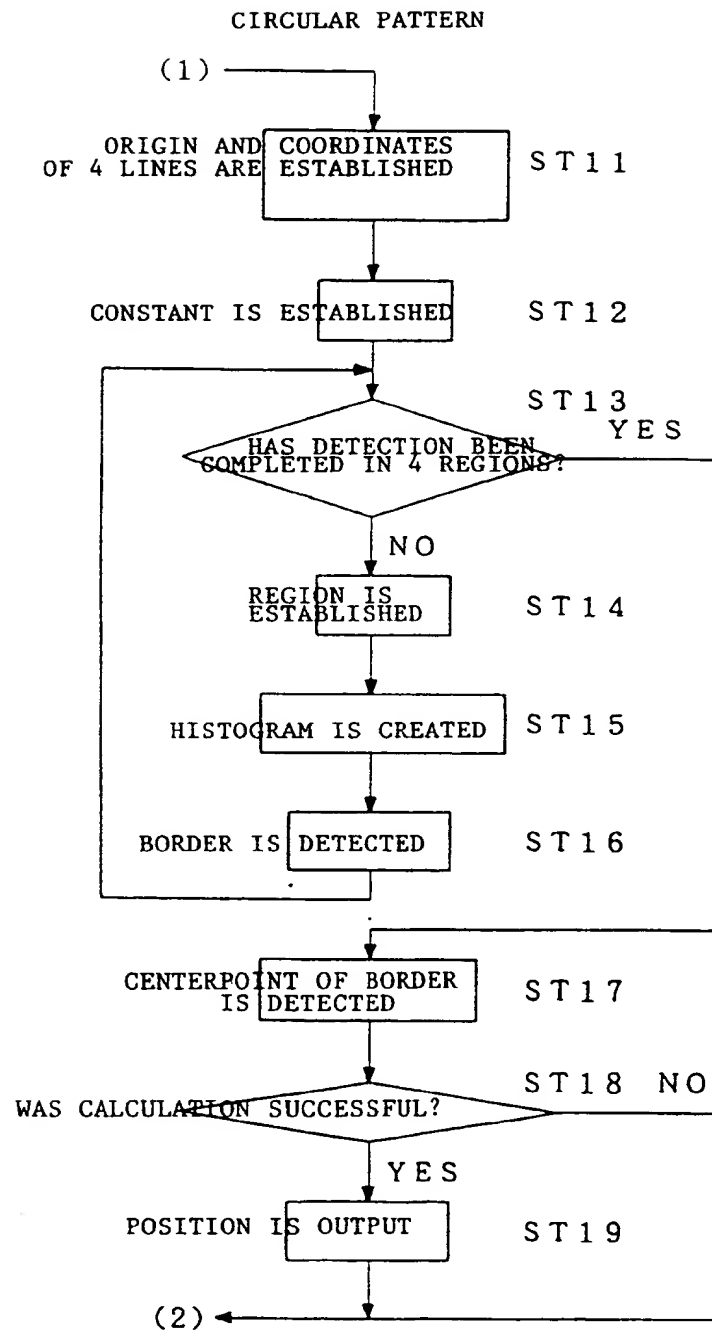 CIRCULAR PATTERN
(1)
ORIGIN AND COORDINATES
OF 4 LINES ARE ESTABLISHED
ST11
CONSTANT IS ESTABLISHED
ST12
ST13
YES
HAS DETECTION BEEN
COMPLETED IN 4 REGIONS?
NO
REGION IS
ESTABLISHED
ST14
HISTOGRAM IS CREATED
ST15
BORDER IS DETECTED
ST16
CENTERPOINT OF BORDER
IS DETECTED
ST17
ST18 NO
WAS CALCULATION SUCCESSFUL?
YES
POSITION IS OUTPUT
ST19
(2)